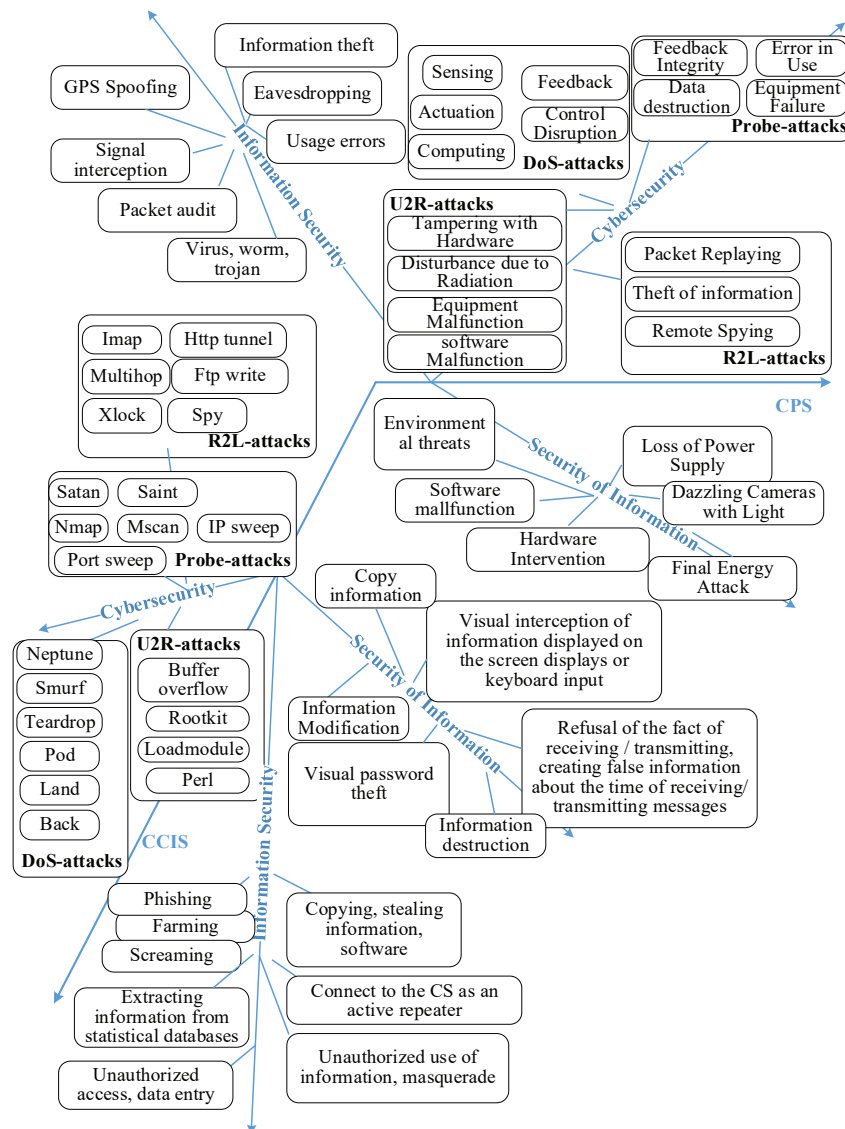 Information theft
GPS Spoofing
Eavesdropping
Usage errors
Signal
interception
Packet audit
Virus, worm,
trojan
Information Security
Sensing
Feedback
Actuation
Control
Disruption
Computing
DoS-attacks
Feedback
Integrity
Error in
Use
Data
destruction
Equipment
Failure
Probe-attacks
Cybersecurity
U2R-attacks
Tampering with
Hardware
Disturbance due to
Radiation
Equipment
Malfunction
software
Malfunction
Packet Replaying
Theft of information
Remote Spying
R2L-attacks
CPS
Imap
Http tunnel
Multihop
Ftp write
Xlock
Spy
R2L-attacks
Environment
al threats
Security of Information
Loss of Power
Supply
Software
mallfunction
Dazzling Cameras
with Light
Hardware
Intervention
Final Energy
Attack
Satan
Saint
Nmap
Mscan
IP sweep
Port sweep
Probe-attacks
Cybersecurity
Neptune
Smurf
Teardrop
Pod
Land
Back
DoS-attacks
U2R-attacks
Buffer
overflow
Rootkit
Loadmodule
Perl
CCIS
Copy
information
Visual interception of
information displayed on
the screen displays or
keyboard input
Security of Information
Information
Modification
Visual password
theft
Refusal of the fact of
receiving / transmitting,
creating false information
about the time of receiving/
transmitting messages
Information
destruction
Information Security
Phishing
Farming
Screaming
Copying, stealing
information,
software
Extracting
information from
statistical databases
Connect to the CS as an
active repeater
Unauthorized
access, data entry
Unauthorized use of
information, masquerade